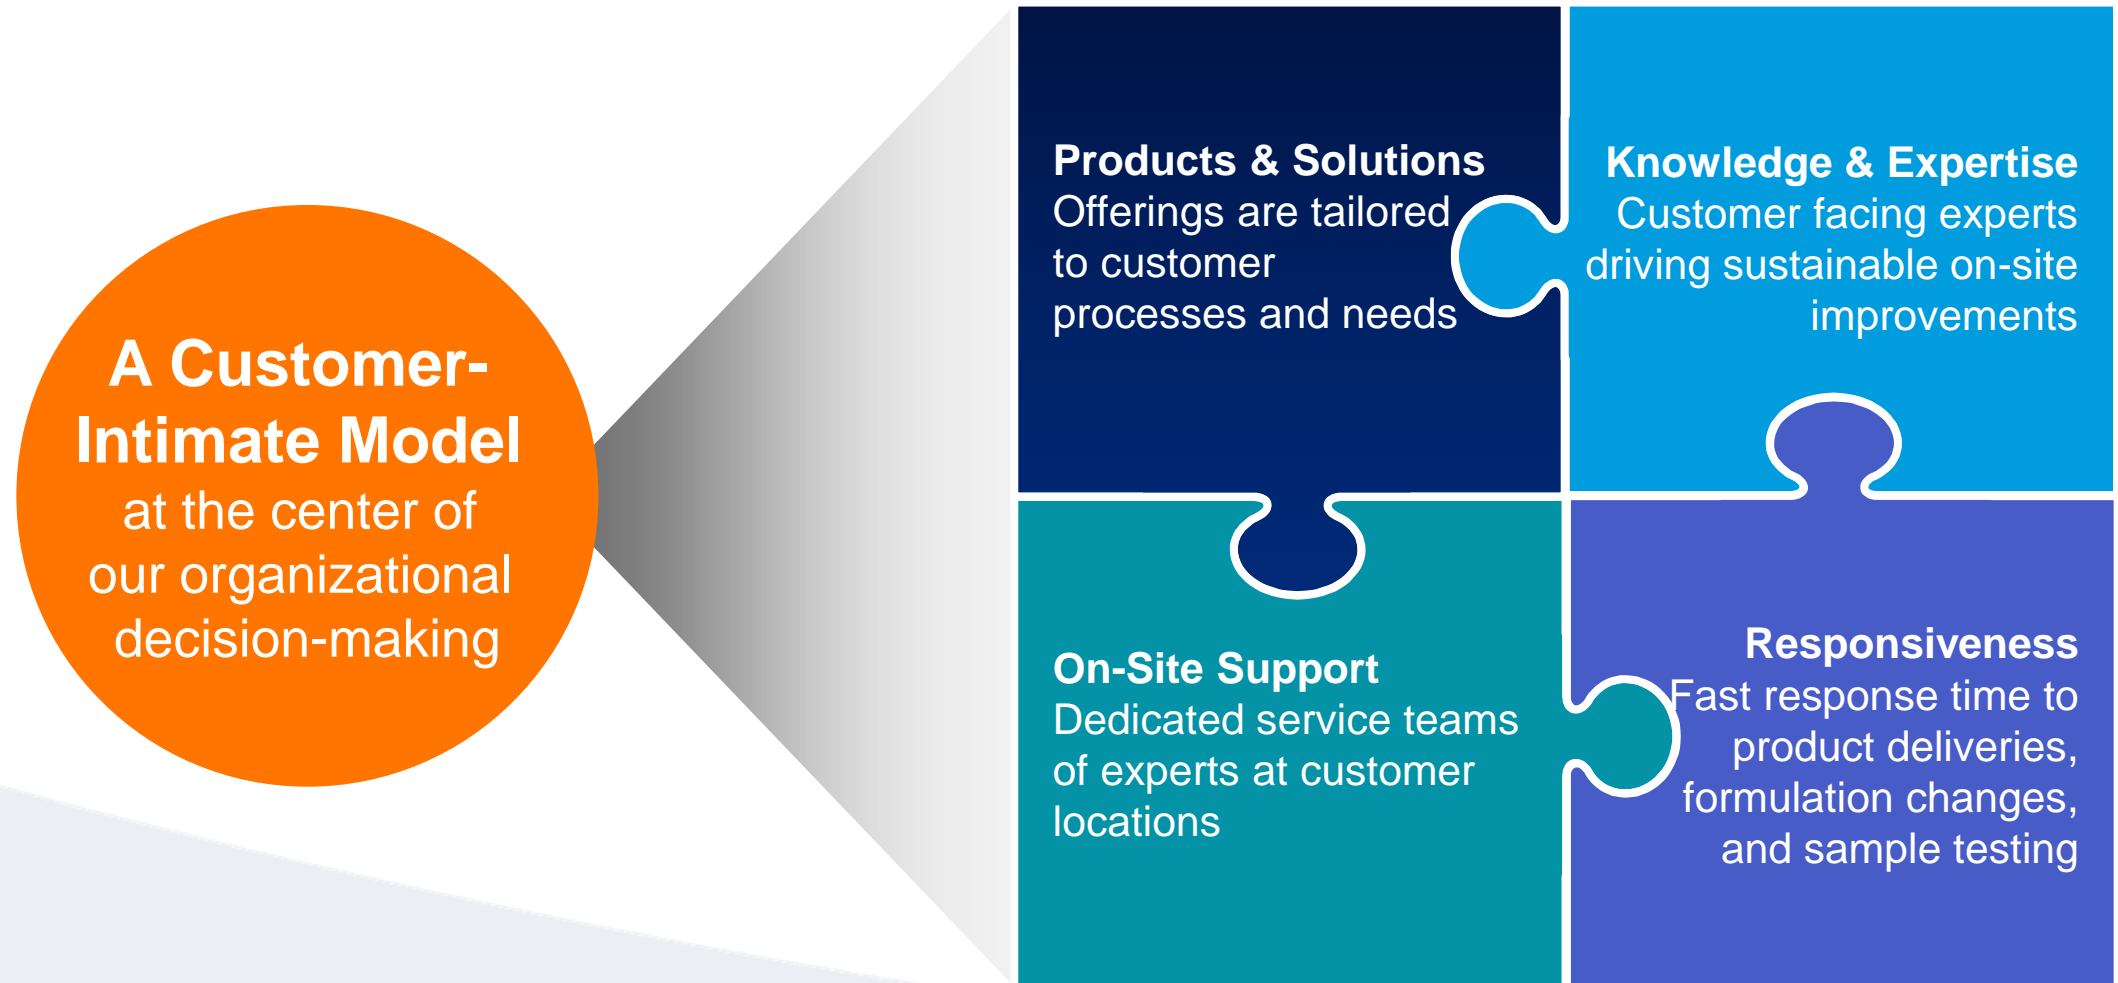 A Customer-
Intimate Model
at the center of
our organizational
decision-making
Products & Solutions
Offerings are tailored
to customer
processes and needs
Knowledge & Expertise
Customer facing experts
driving sustainable on-site
improvements
On-Site Support
Dedicated service teams
of experts at customer
locations
Responsiveness
Fast response time to
product deliveries,
formulation changes,
and sample testing